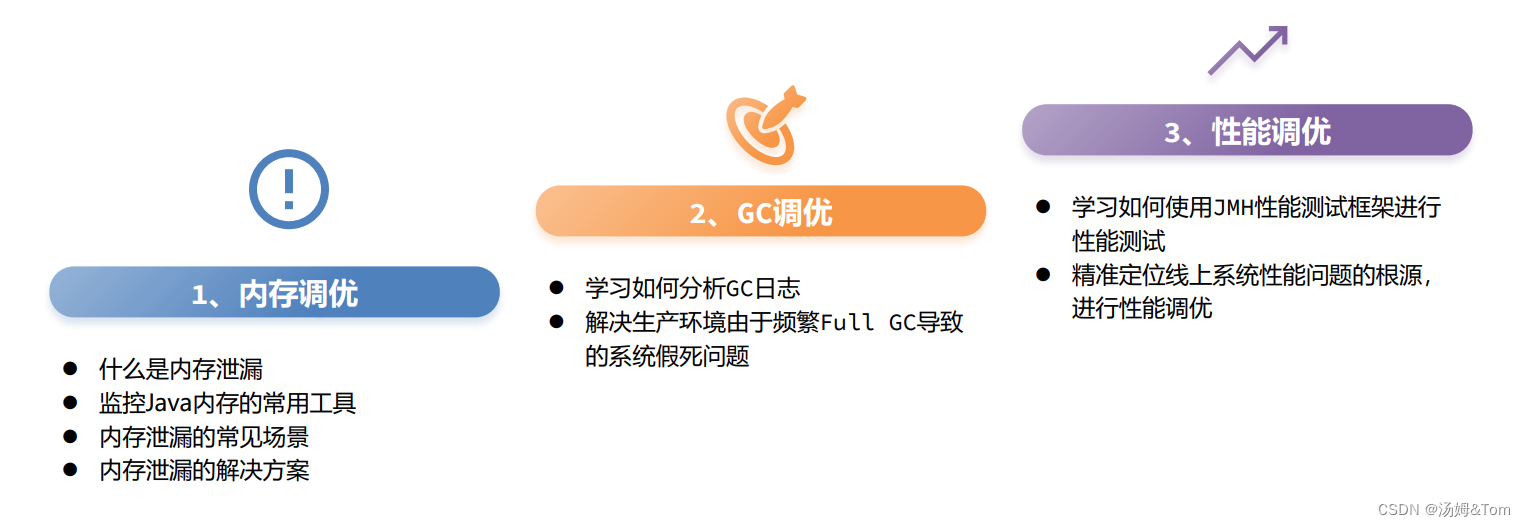 1、内存调优
什么是内存泄漏
监控Java内存的常用工具
内存泄漏的常见场景
内存泄漏的解决方案
2、GC调优
学习如何分析GC日志
解决生产环境由于频繁Full GC导致
的系统假死问题
3、性能调优
学习如何使用JMH性能测试框架进行
性能测试
精准定位线上系统性能问题的根源,
进行性能调优
CSDN @汤姆&Tom